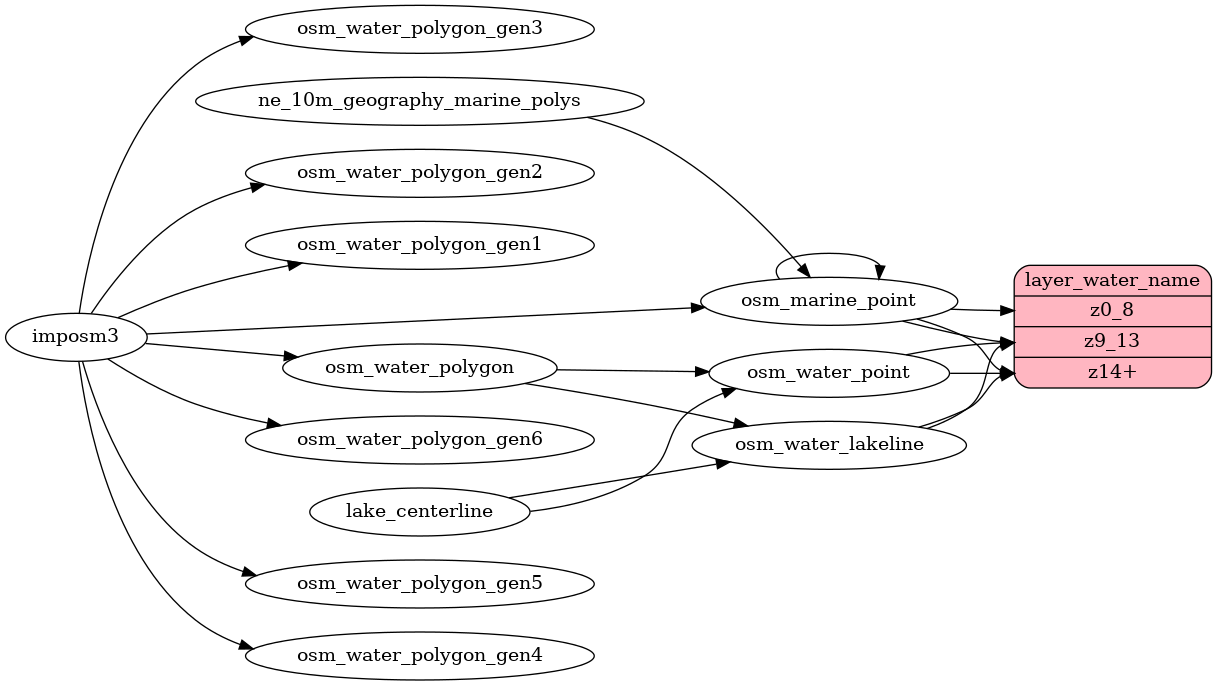 osm_water_polygon_gen3
ne_10m_geography_marine_polys
osm_water_polygon_gen2
osm_water_polygon_gen1
layer_water_name
osm_marine_point
z0_8
imposm3
z9_13
osm_water_polygon
osm_water_point
z14+
osm_water_polygon_gen6
osm_water_lakeline
lake_centerline
osm_water_polygon_gen5
osm_water_polygon_gen4